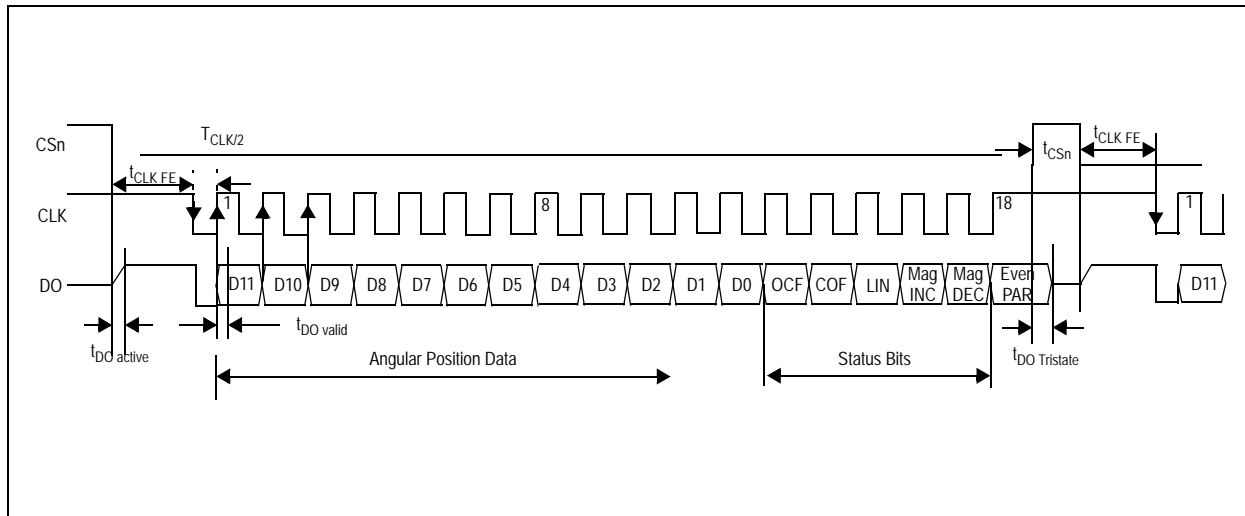 CSn
T_CLK/2
t_CLK FE
t_CSn
t_CLK FE
CLK
1
8
18
1
DO
D11
D10
D9
D8
D7
D6
D5
D4
D3
D2
D1
D0
OCF
COF
LIN
Mag INC
Mag DEC
Even PAR
D11
t_DO active
t_DO valid
t_DO Tristate
Angular Position Data
Status Bits